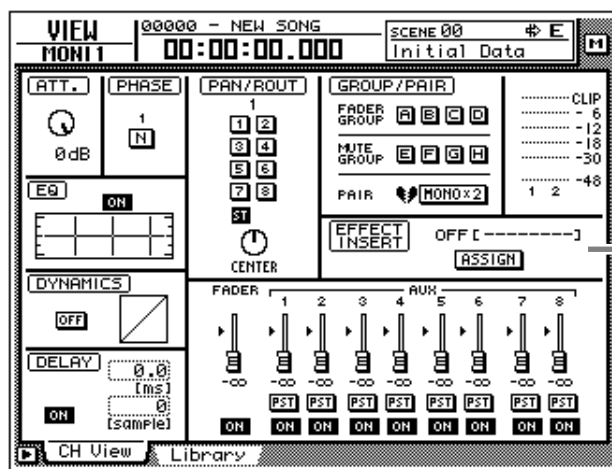 VIEW
MONI 1
00000 - NEW SONG
00:00:00.000
SCENE 00 E
Initial Data
M
ATT.
0dB
PHASE
1
N
PAN/ROUT
1
1 2
3 4
5 6
7 8
ST
CENTER
GROUP/PAIR
FADER GROUP A B C D
MUTE GROUP E F G H
PAIR MONO×2
CLIP
- 6
-12
-18
-30
-48
1 2
EQ
ON
EFFECT INSERT
OFF [--------]
ASSIGN
DYNAMICS
OFF
DELAY
0.0
[ms]
0
[sample]
ON
FADER AUX
1 2 3 4 5 6 7 8
-∞ -∞ -∞ -∞ -∞ -∞ -∞ -∞ -∞
PST PST PST PST PST PST PST PST
ON ON ON ON ON ON ON ON ON
CH View Library